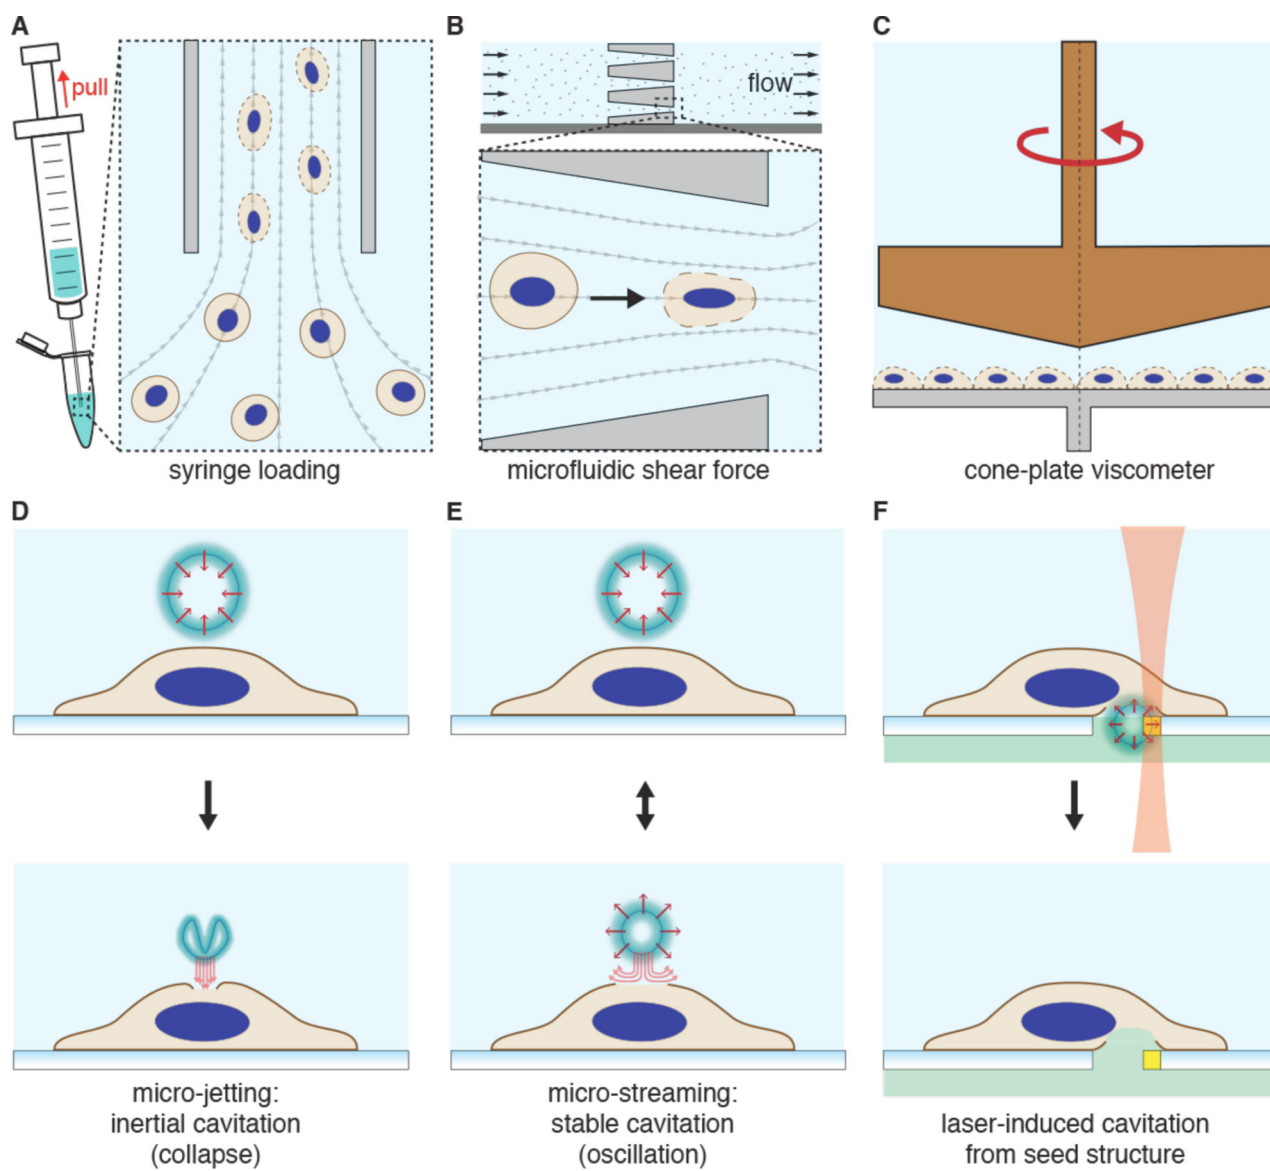 A
B
C
pull
flow
syringe loading
microfluidic shear force
cone-plate viscometer
D
E
F
micro-jetting:
inertial cavitation
(collapse)
micro-streaming:
stable cavitation
(oscillation)
laser-induced cavitation
from seed structure